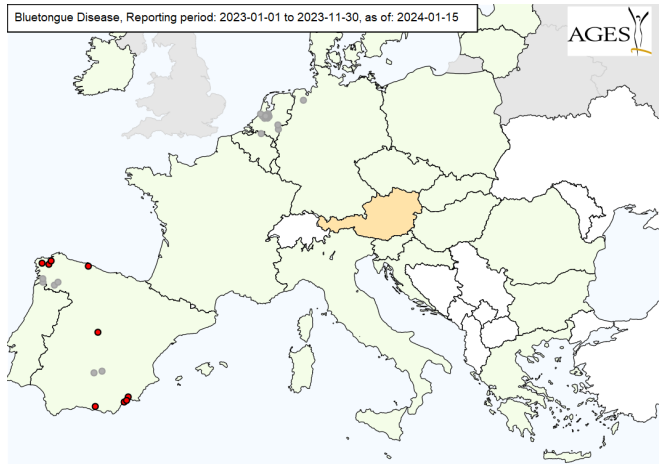 Bluetongue Disease, Reporting period: 2023-01-01 to 2023-11-30, as of: 2024-01-15
AGES